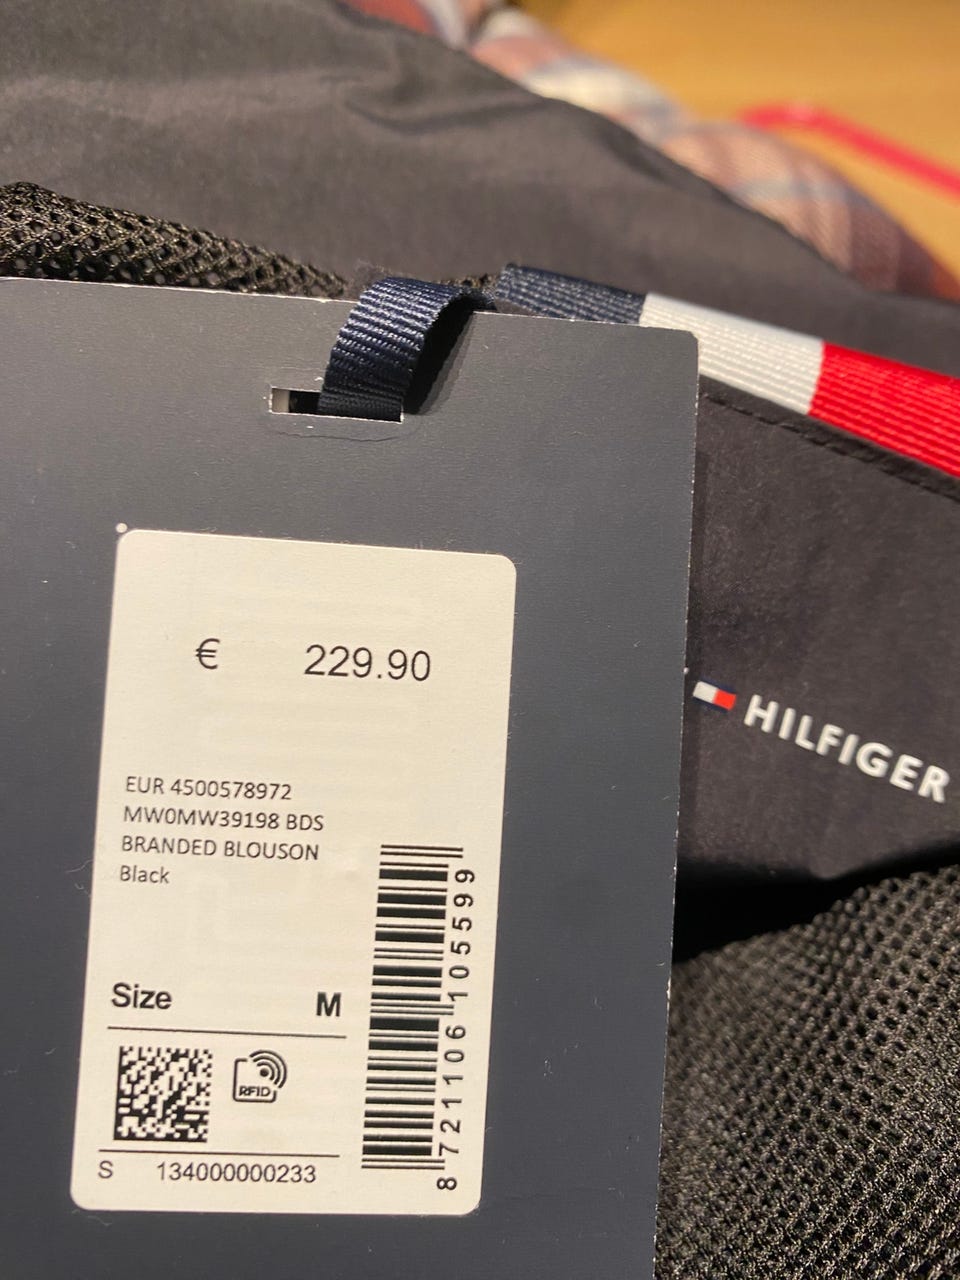 € 229.90
HILFIGER
EUR 4500578972
MW0MW39198 BDS
BRANDED BLOUSON
Black
Size M
RFID
S 134000000233
8721106105599